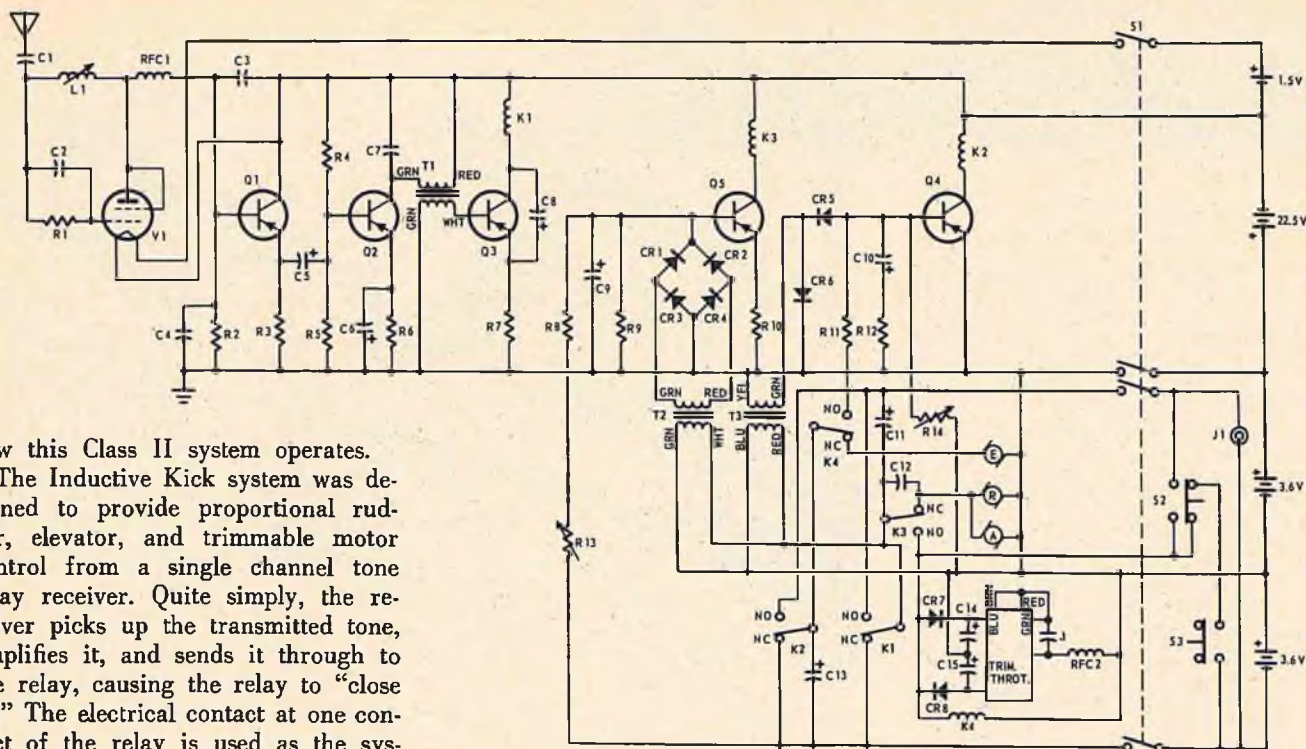 C1
L1
RFC1
C3
S1
1.5V
C2
R1
V1
Q1
R4
C7
GRN
T1
RED
K1
K3
K2
Q2
GRN
WHT
Q3
C8
Q5
CR5
Q4
22.5V
C5
CR1
CR2
C10
C9
CR6
C4
R2
R3
R5
C6
R6
R7
R8
R9
CR3
CR4
R10
R11
R12
GRN
RED
YEL
GRN
T2
T3
NO
NC
K4
C11
R14
J1
GRN
WHT
BLU
RED
C12
E
R
A
NC
K3
NO
S2
3.6V
R13
NO
NC
K2
NO
NC
K1
C13
CR7
C14
C15
CR8
BLU
BRN
RED
GRN
TRIM.
THROT.
J
RFC2
K4
S3
3.6V
w this Class II system operates.
The Inductive Kick system was de-
ned to provide proportional rud-
r, elevator, and trimmable motor
ntrol from a single channel tone
ay receiver. Quite simply, the re-
ver picks up the transmitted tone,
plifies it, and sends it through to
e relay, causing the relay to “close
” The electrical contact at one con-
ct of the relay is used as the sys-